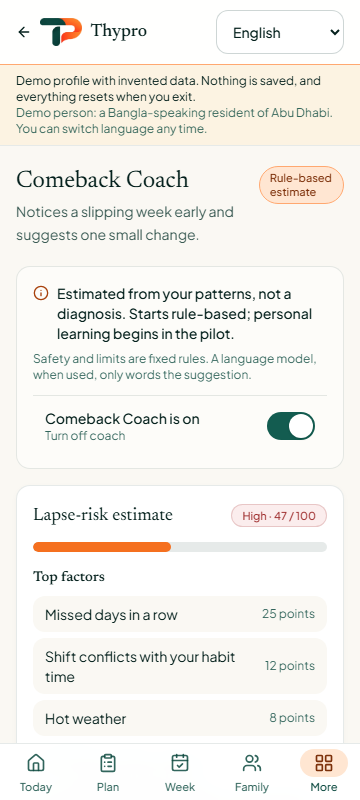 Thypro
English
Demo profile with invented data. Nothing is saved, and
everything resets when you exit.
Demo person: a Bangla-speaking resident of Abu Dhabi.
You can switch language any time.
Comeback Coach
Rule-based
estimate
Notices a slipping week early and
suggests one small change.
Estimated from your patterns, not a
diagnosis. Starts rule-based; personal
learning begins in the pilot.
Safety and limits are fixed rules. A language model,
when used, only words the suggestion.
Comeback Coach is on
Turn off coach
Lapse-risk estimate
High · 47 / 100
Top factors
Missed days in a row
25 points
Shift conflicts with your habit
time
12 points
Hot weather
8 points
Today
Plan
Week
Family
More